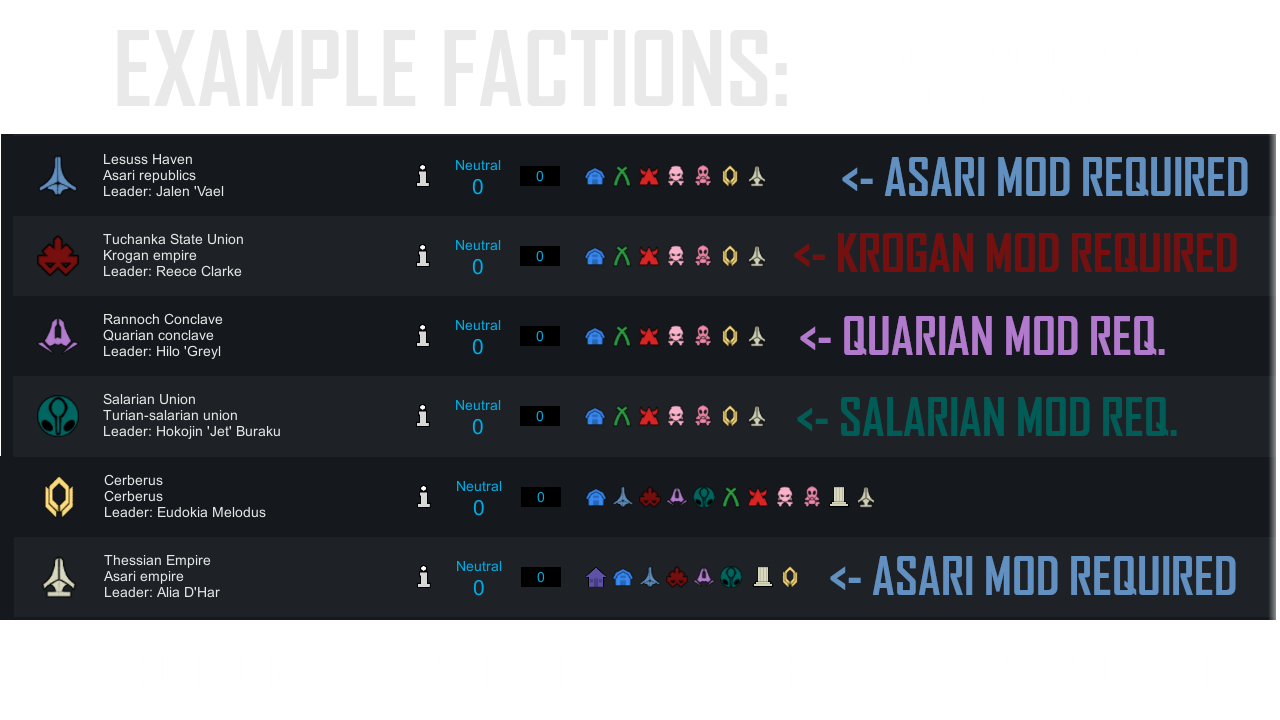 EXAMPLE FACTIONS:
Lesuss Haven
Asari republics
Leader: Jalen 'Vael
Neutral
0
0
<- ASARI MOD REQUIRED
Tuchanka State Union
Krogan empire
Leader: Reece Clarke
Neutral
0
0
<- KROGAN MOD REQUIRED
Rannoch Conclave
Quarian conclave
Leader: Hilo 'Greyl
Neutral
0
0
<- QUARIAN MOD REQ.
Salarian Union
Turian-salarian union
Leader: Hokojin 'Jet' Buraku
Neutral
0
0
<- SALARIAN MOD REQ.
Cerberus
Cerberus
Leader: Eudokia Melodus
Neutral
0
0
Thessian Empire
Asari empire
Leader: Alia D'Har
Neutral
0
0
<- ASARI MOD REQUIRED